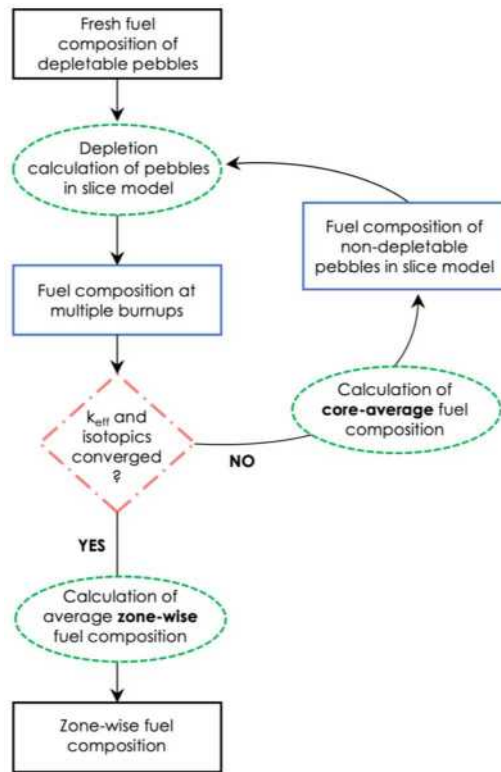 Fresh fuel
composition of
depletable pebbles
Depletion
calculation of pebbles
in slice model
Fuel composition of
non-depletable
pebbles in slice model
Fuel composition at
multiple burnups
Calculation of
core-average fuel
composition
keff and
isotopics
converged
?
NO
YES
Calculation of
average zone-wise
fuel composition
Zone-wise fuel
composition